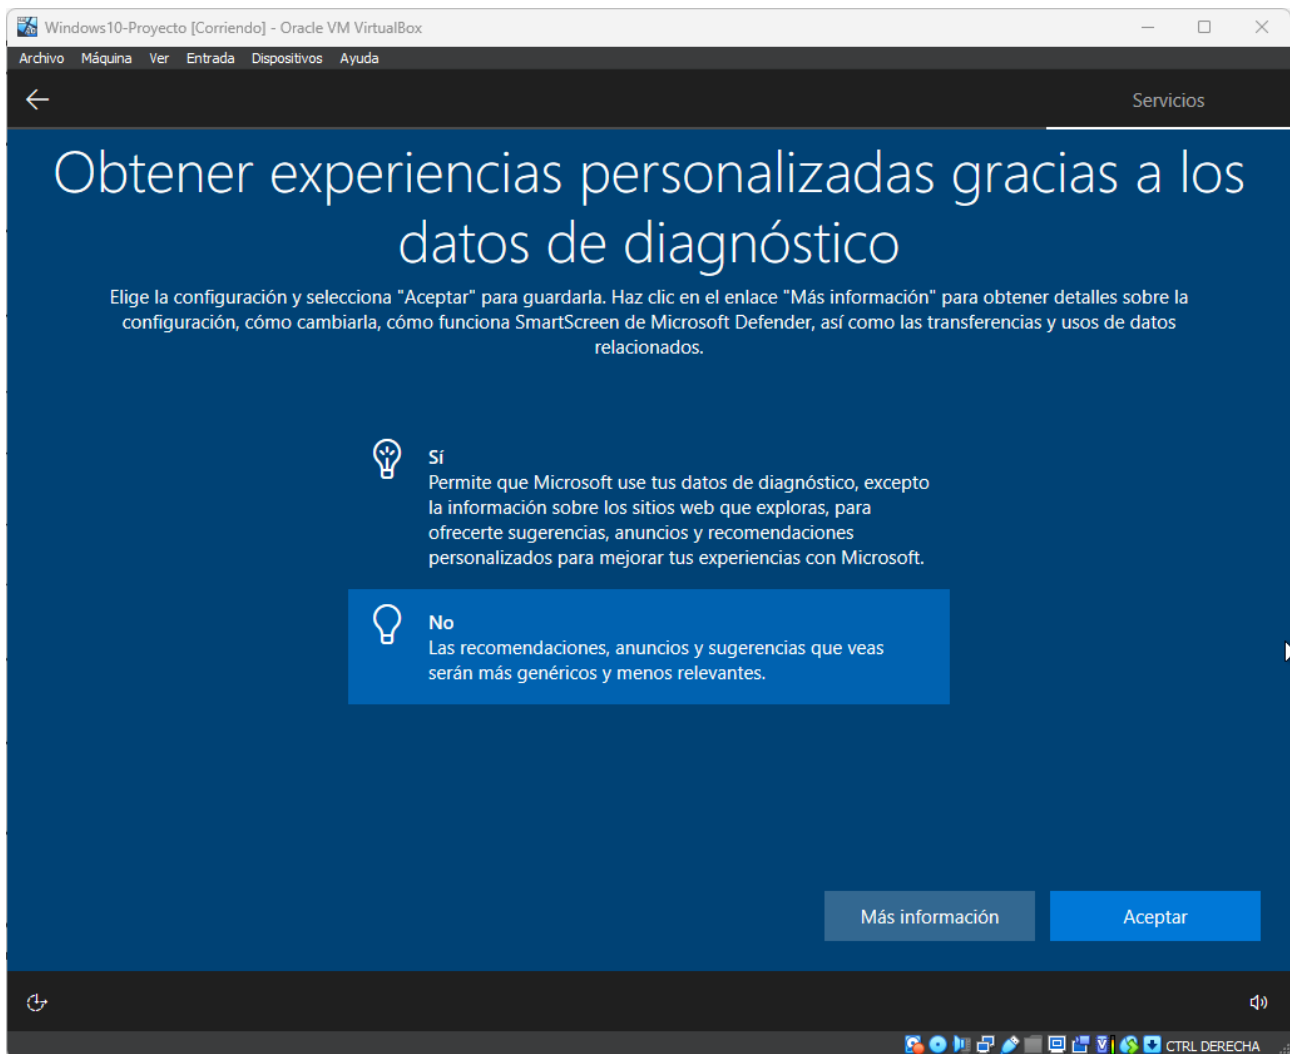 Windows10-Proyecto [Corriendo] - Oracle VM VirtualBox
Archivo Máquina Ver Entrada Dispositivos Ayuda
Servicios
Obtener experiencias personalizadas gracias a los
datos de diagnóstico
Elige la configuración y selecciona "Aceptar" para guardarla. Haz clic en el enlace "Más información" para obtener detalles sobre la
configuración, cómo cambiarla, cómo funciona SmartScreen de Microsoft Defender, así como las transferencias y usos de datos
relacionados.
Sí
Permite que Microsoft use tus datos de diagnóstico, excepto
la información sobre los sitios web que exploras, para
ofrecerte sugerencias, anuncios y recomendaciones
personalizados para mejorar tus experiencias con Microsoft.
No
Las recomendaciones, anuncios y sugerencias que veas
serán más genéricos y menos relevantes.
Más información
Aceptar
CTRL DERECHA